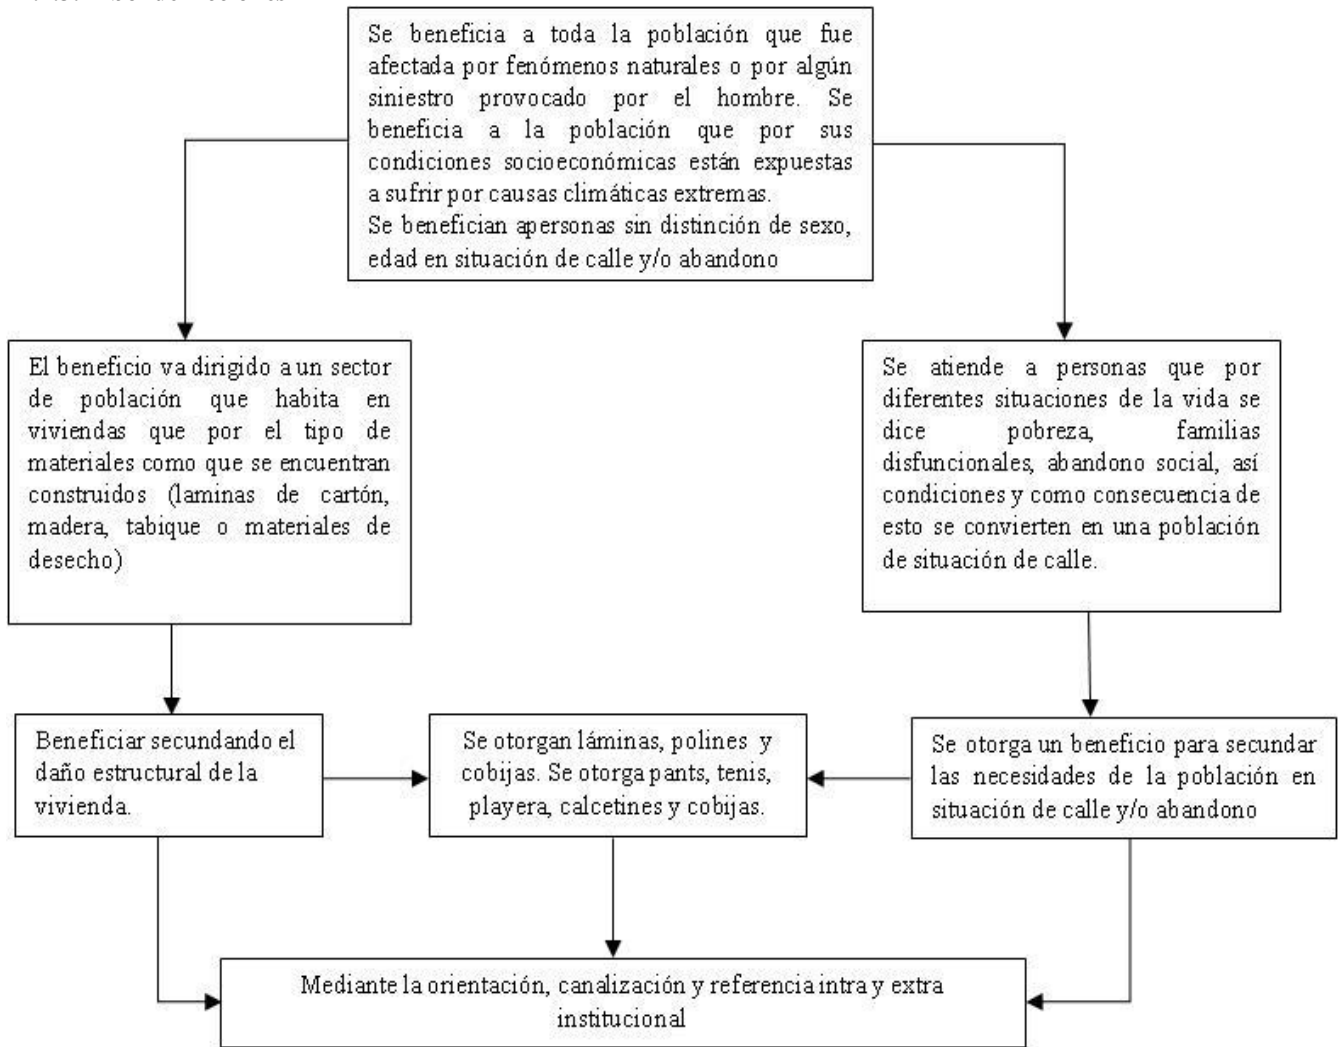 Se beneficia a toda la población que fue
afectada por fenómenos naturales o por algún
siniestro provocado por el hombre. Se
beneficia a la población que por sus
condiciones socioeconómicas están expuestas
a sufrir por causas climáticas extremas.
Se benefician apersonas sin distinción de sexo,
edad en situación de calle y/o abandono
El beneficio va dirigido a un sector
de población que habita en
viviendas que por el tipo de
materiales como que se encuentran
construidos (laminas de cartón,
madera, tabique o materiales de
desecho)
Se atiende a personas que por
diferentes situaciones de la vida se
dice pobreza, familias
disfuncionales, abandono social, así
condiciones y como consecuencia de
esto se convierten en una población
de situación de calle.
Beneficiar secundando el
daño estructural de la
vivienda.
Se otorgan láminas, polines y
cobijas. Se otorga pants, tenis,
playera, calcetines y cobijas.
Se otorga un beneficio para secundar
las necesidades de la población en
situación de calle y/o abandono
Mediante la orientación, canalización y referencia intra y extra
institucional